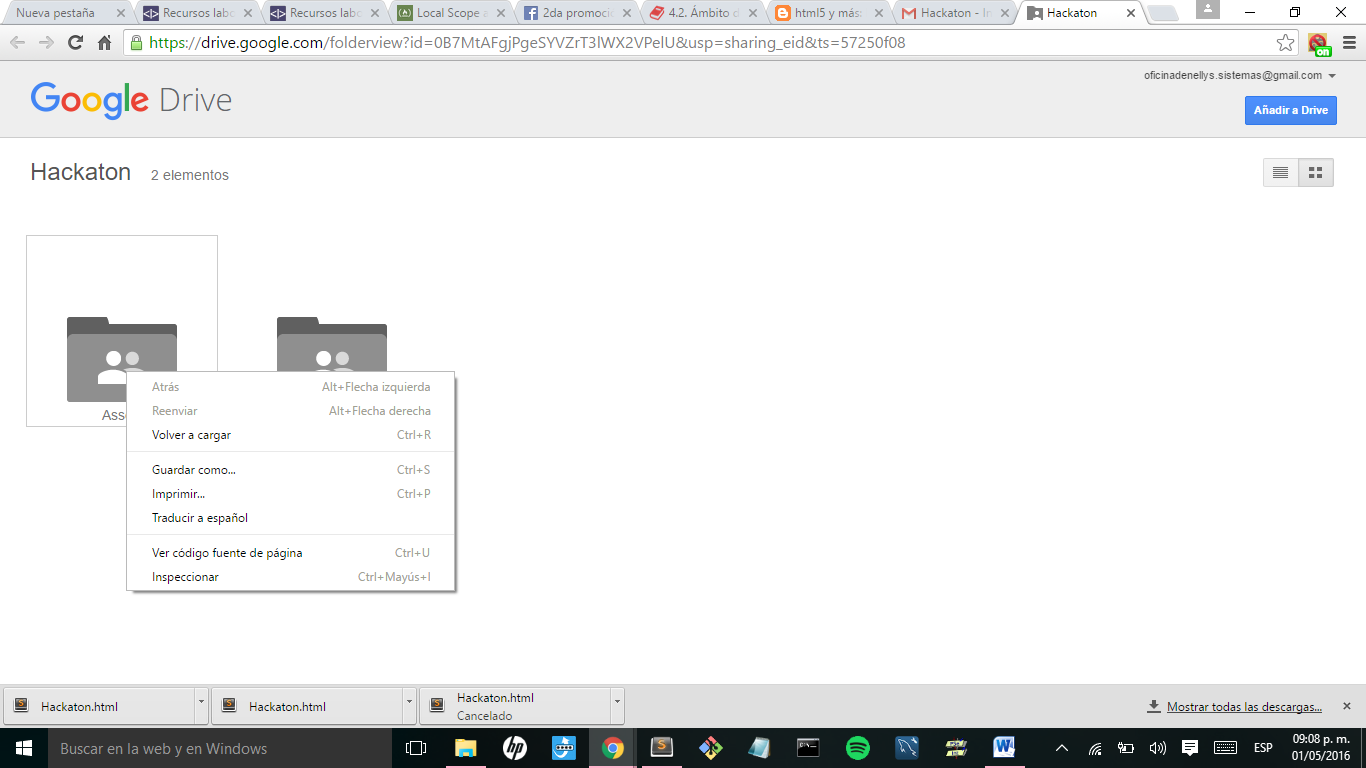 Nueva pestaña
Recursos labo
Recursos labe
Local Scope a
2da promoció
4.2. Ámbito d
html5 y más:
Hackaton - In
Hackaton
https://drive.google.com/folderview?id=0B7MtAFgjPgeSYVZrT3lWX2VPelU&usp=sharing_eid&ts=57250f08
on
oficinadenellys.sistemas@gmail.com
Google Drive
Añadir a Drive
Hackaton 2 elementos
Ass
Atrás Alt+Flecha izquierda
Reenviar Alt+Flecha derecha
Volver a cargar Ctrl+R
Guardar como... Ctrl+S
Imprimir... Ctrl+P
Traducir a español
Ver código fuente de página Ctrl+U
Inspeccionar Ctrl+Mayús+I
Hackaton.html
Hackaton.html
Hackaton.html
Cancelado
Mostrar todas las descargas...
Buscar en la web y en Windows
ESP
09:08 p. m.
01/05/2016